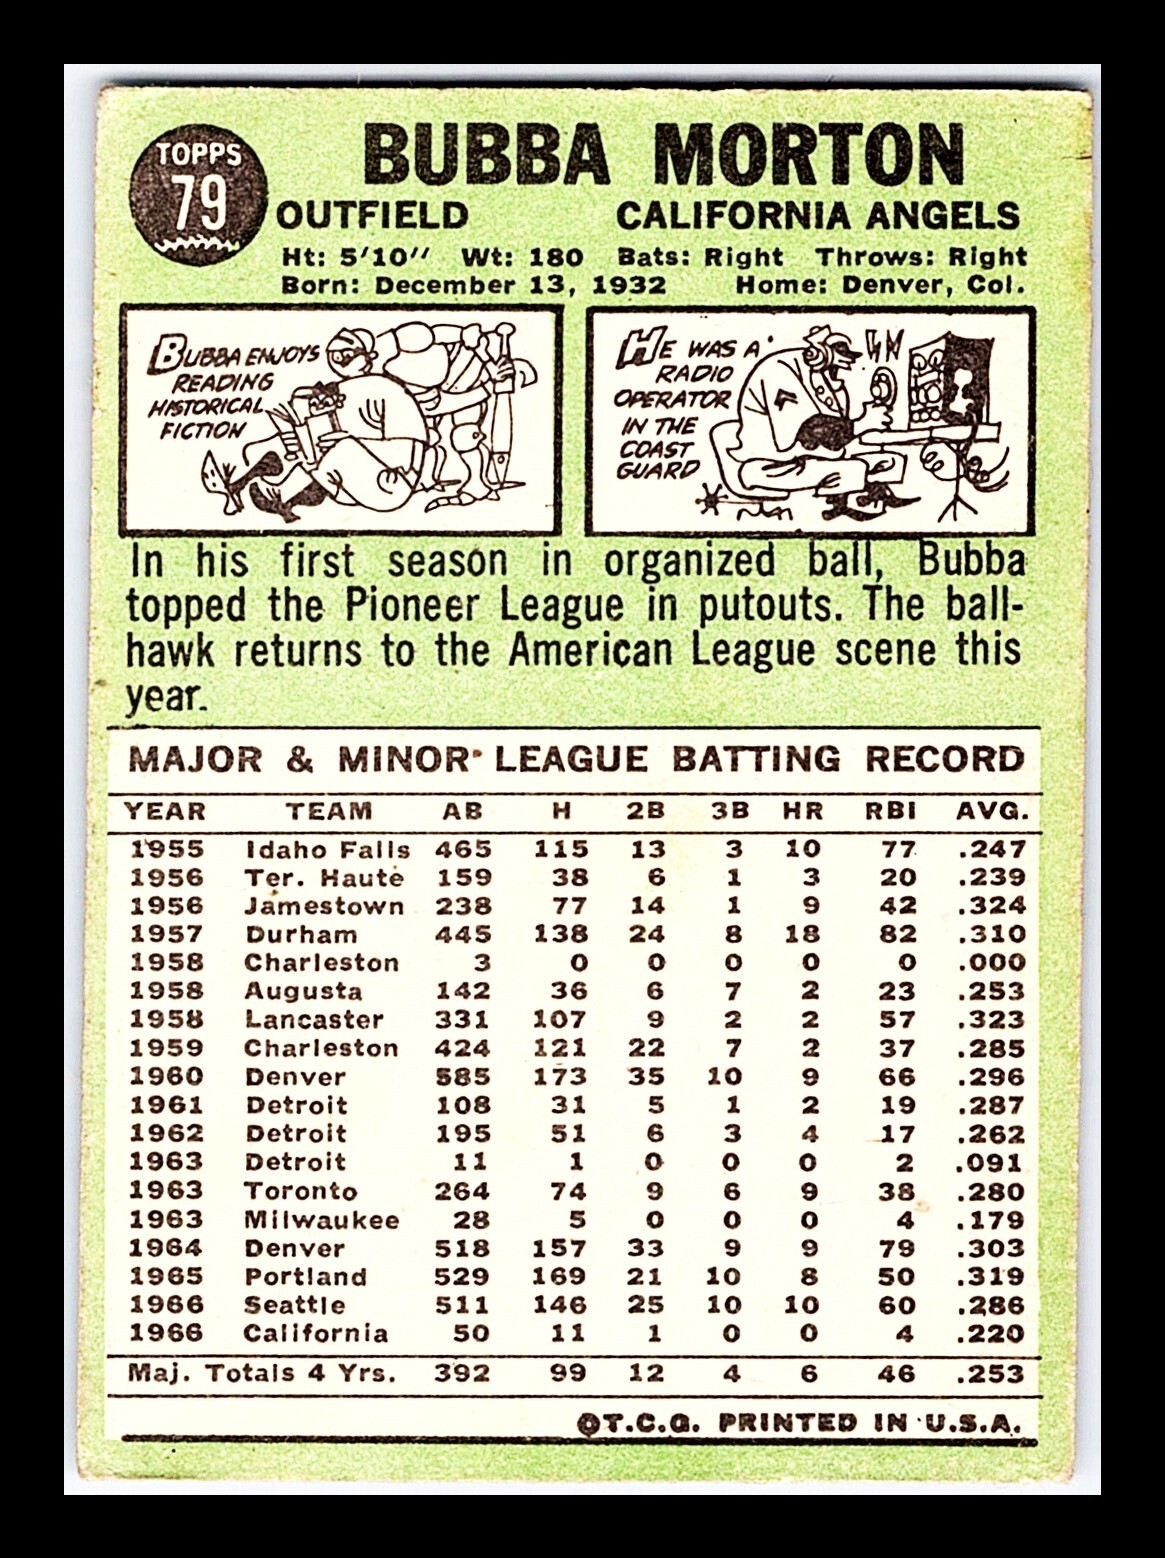 TOPPS
79
BUBBA MORTON
OUTFIELD CALIFORNIA ANGELS
Ht: 5'10" Wt: 180 Bats: Right Throws: Right
Born: December 13, 1932 Home: Denver, Col.
BUBBA ENJOYS
READING
HISTORICAL
FICTION
HE WAS A
RADIO
OPERATOR
IN THE
COAST
GUARD
In his first season in organized ball, Bubba
topped the Pioneer League in putouts. The ball-
hawk returns to the American League scene this
year.
MAJOR & MINOR LEAGUE BATTING RECORD
YEAR TEAM AB H 2B 3B HR RBI AVG.
1955 Idaho Falls 465 115 13 3 10 77 .247
1956 Ter. Haute 159 38 6 1 3 20 .239
1956 Jamestown 238 77 14 1 9 42 .324
1957 Durham 445 138 24 8 18 82 .310
1958 Charleston 3 0 0 0 0 0 .000
1958 Augusta 142 36 6 7 2 23 .253
1958 Lancaster 331 107 9 2 2 57 .323
1959 Charleston 424 121 22 7 2 37 .285
1960 Denver 585 173 35 10 9 66 .296
1961 Detroit 108 31 5 1 2 19 .287
1962 Detroit 195 51 6 3 4 17 .262
1963 Detroit 11 1 0 0 0 2 .091
1963 Toronto 264 74 9 6 9 38 .280
1963 Milwaukee 28 5 0 0 0 4 .179
1964 Denver 518 157 33 9 9 79 .303
1965 Portland 529 169 21 10 8 50 .319
1966 Seattle 511 146 25 10 10 60 .286
1966 California 50 11 1 0 0 4 .220
Maj. Totals 4 Yrs. 392 99 12 4 6 46 .253
©T.C.G. PRINTED IN U.S.A.